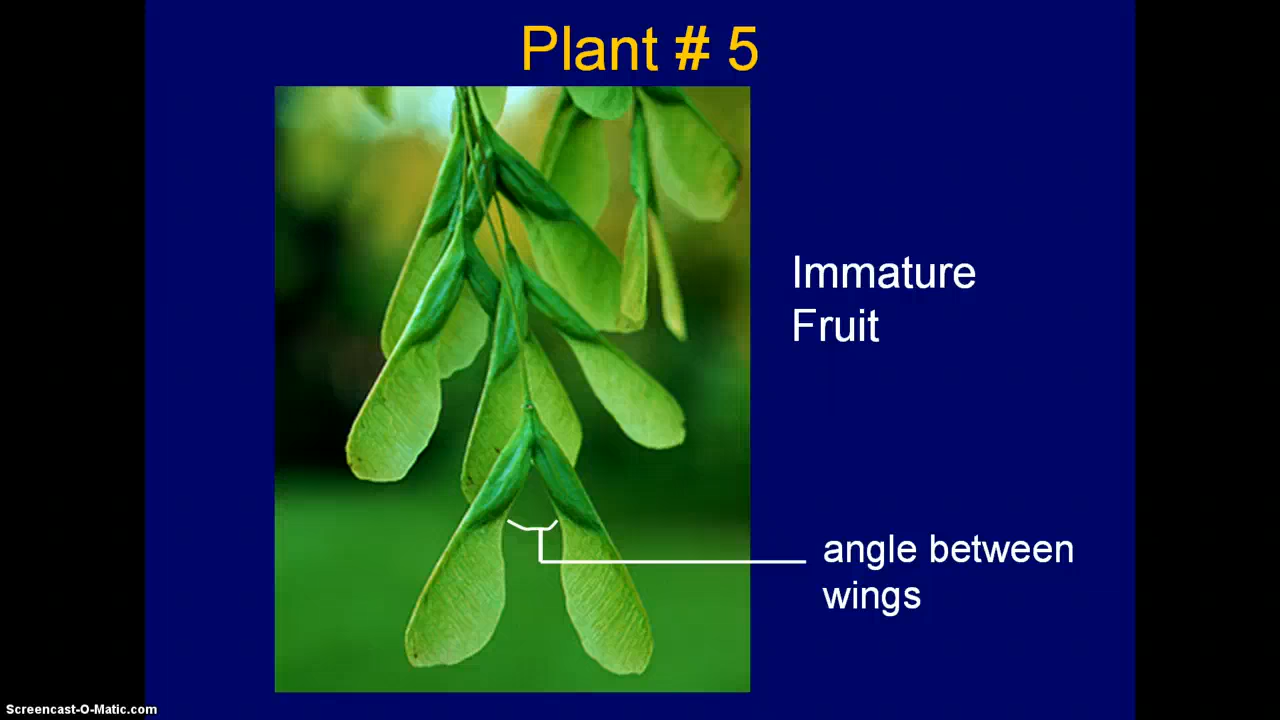 Plant # 5
Immature
Fruit
angle between
wings
Screencast-O-Matic.com